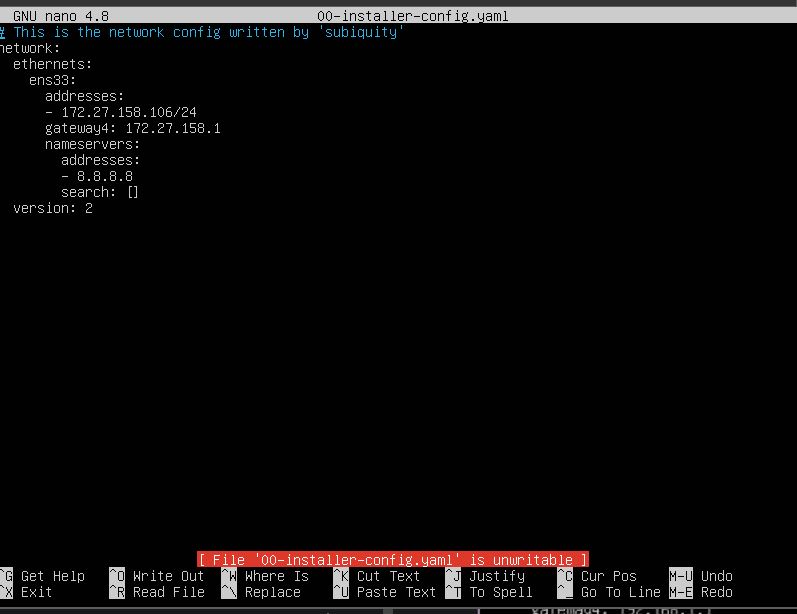 GNU nano 4.8 00-installer-config.yaml
# This is the network config written by 'subiquity'
network:
  ethernets:
    ens33:
      addresses:
      - 172.27.158.106/24
      gateway4: 172.27.158.1
      nameservers:
        addresses:
        - 8.8.8.8
        search: []
  version: 2
[ File '00-installer-config.yaml' is unwritable ]
^G Get Help ^O Write Out ^W Where Is ^K Cut Text ^J Justify ^C Cur Pos M-U Undo
^X Exit ^R Read File ^\ Replace ^U Paste Text ^T To Spell ^_ Go To Line M-E Redo